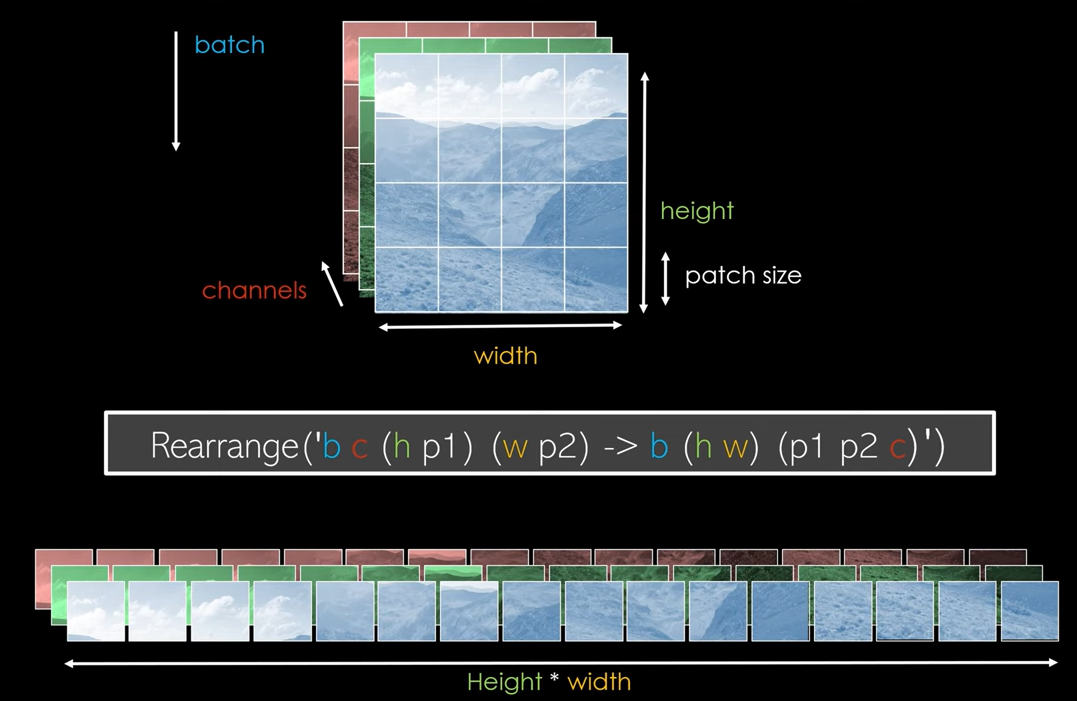 batch
height
patch size
channels
width
Rearrange('b c (h p1) (w p2) -> b (h w) (p1 p2 c)')
Height * width